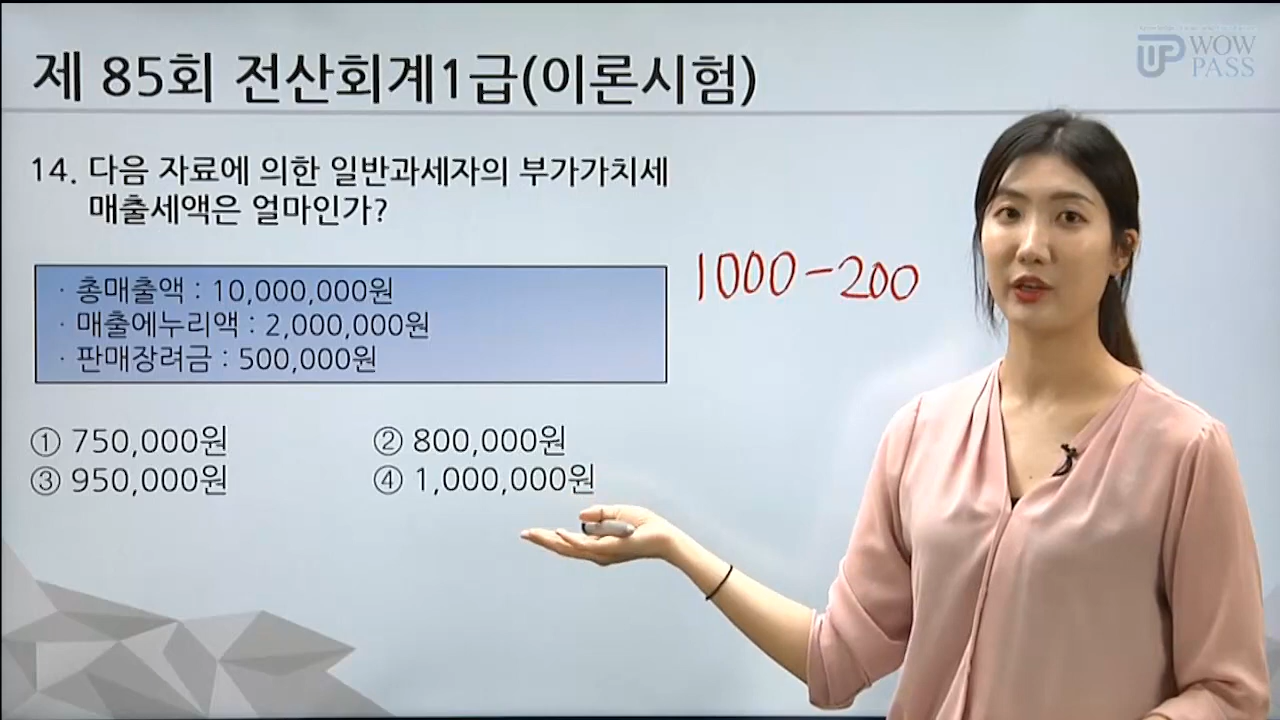 제 85회 전산회계1급(이론시험)
UP WOW PASS
14. 다음 자료에 의한 일반과세자의 부가가치세
매출세액은 얼마인가?
· 총매출액 : 10,000,000원
· 매출에누리액 : 2,000,000원
· 판매장려금 : 500,000원
1000-200
① 750,000원 ② 800,000원
③ 950,000원 ④ 1,000,000원